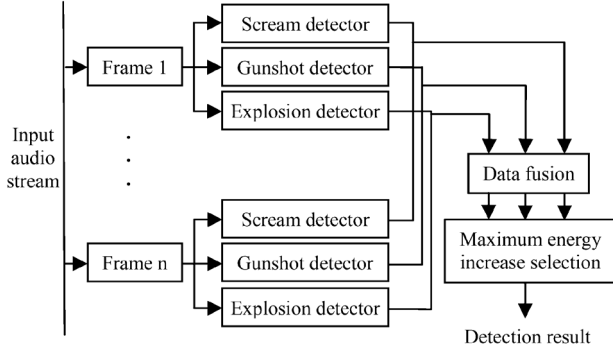 Input
audio
stream
Frame 1
Scream detector
Gunshot detector
Explosion detector
Frame n
Scream detector
Gunshot detector
Explosion detector
Data fusion
Maximum energy
increase selection
Detection result